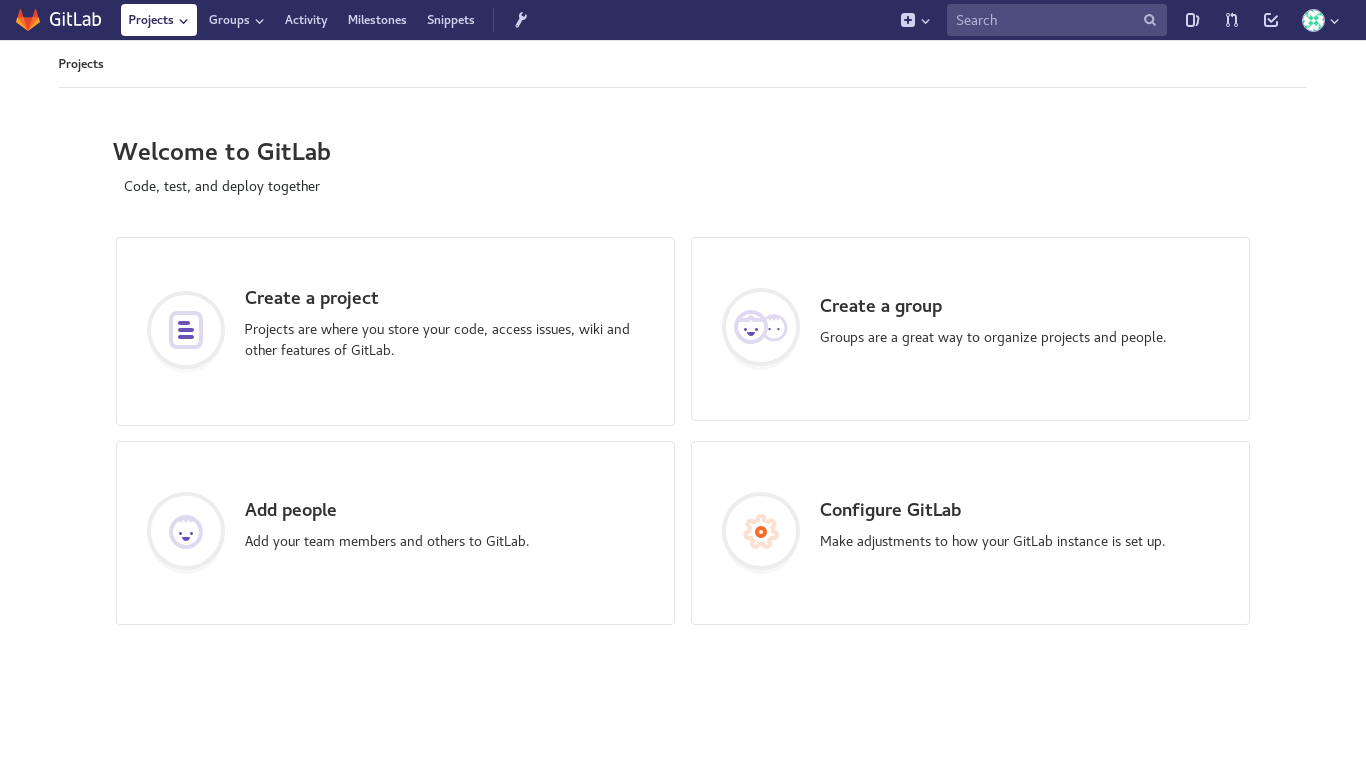 GitLab Projects Groups Activity Milestones Snippets Search
Projects
Welcome to GitLab
Code, test, and deploy together
Create a project
Projects are where you store your code, access issues, wiki and
other features of GitLab.
Create a group
Groups are a great way to organize projects and people.
Add people
Add your team members and others to GitLab.
Configure GitLab
Make adjustments to how your GitLab instance is set up.